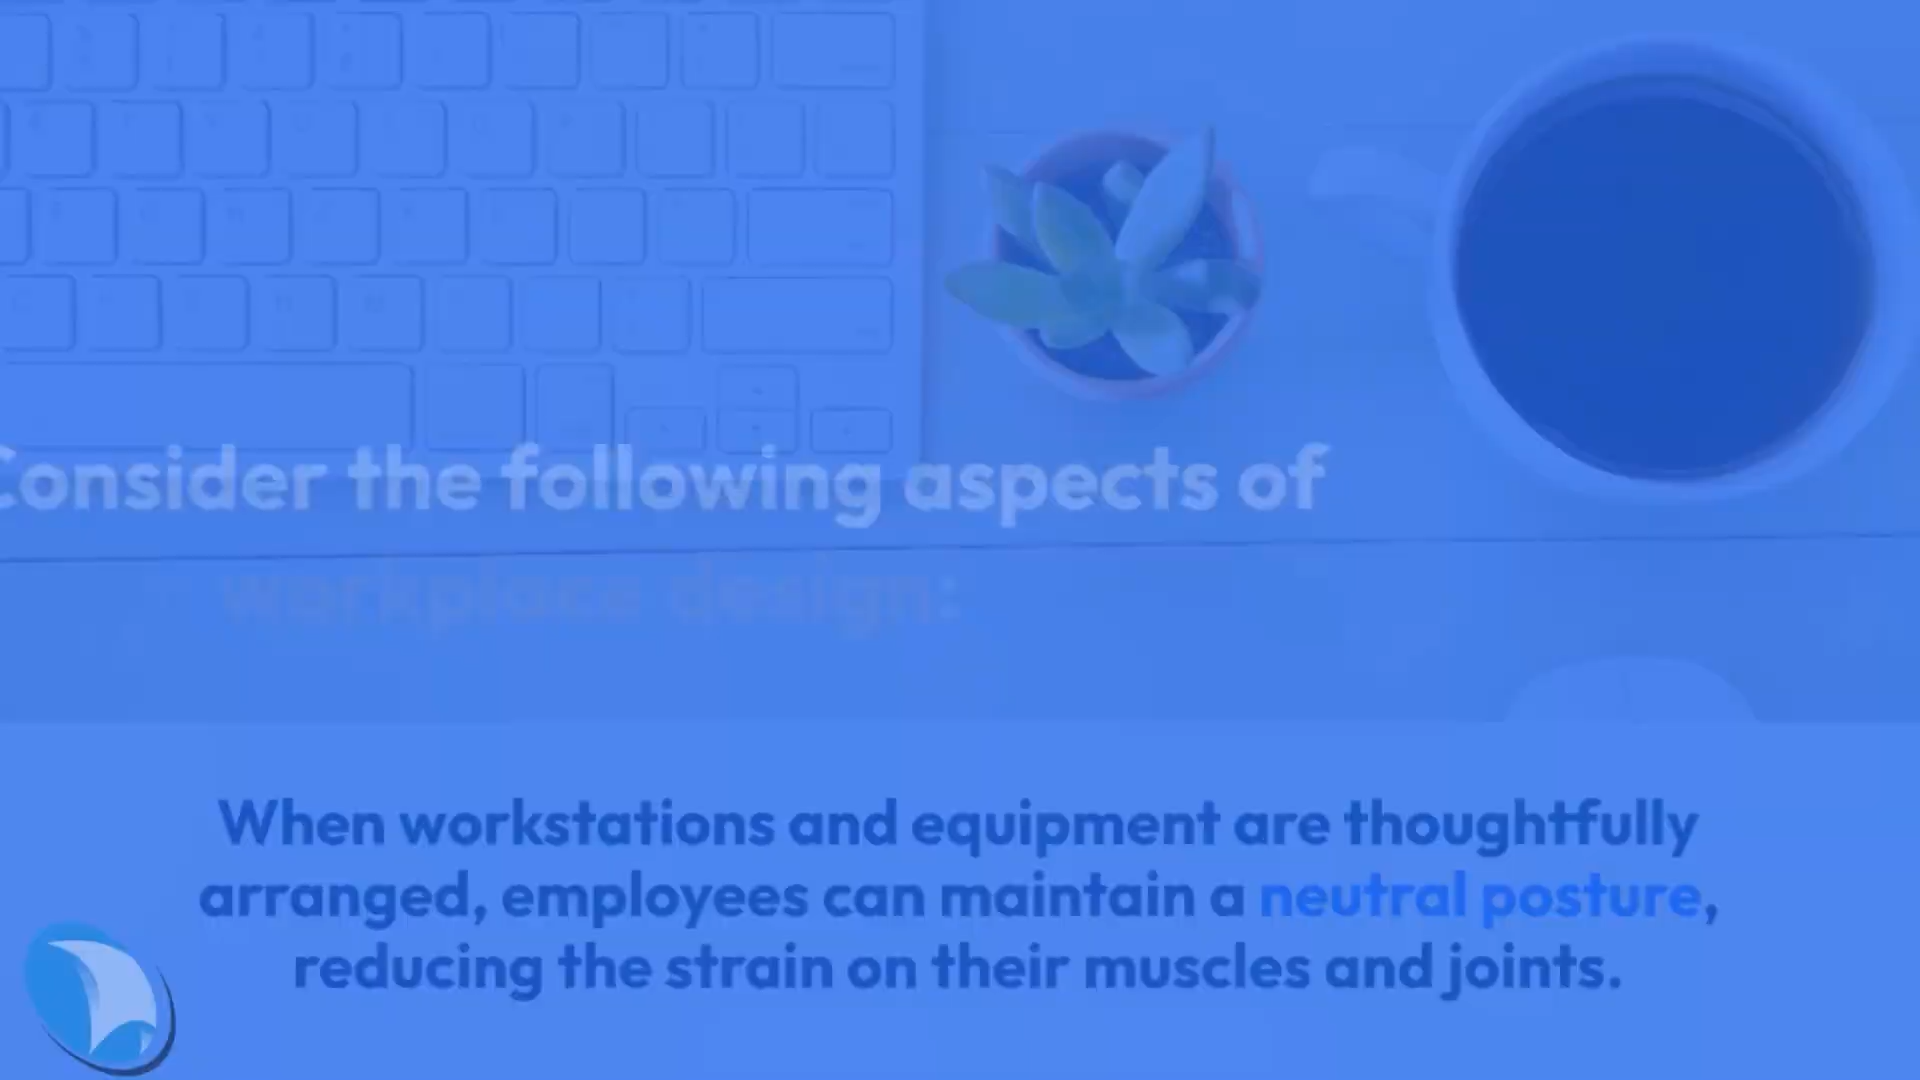 Consider the following aspects of
workplace design:
When workstations and equipment are thoughtfully
arranged, employees can maintain a neutral posture,
reducing the strain on their muscles and joints.